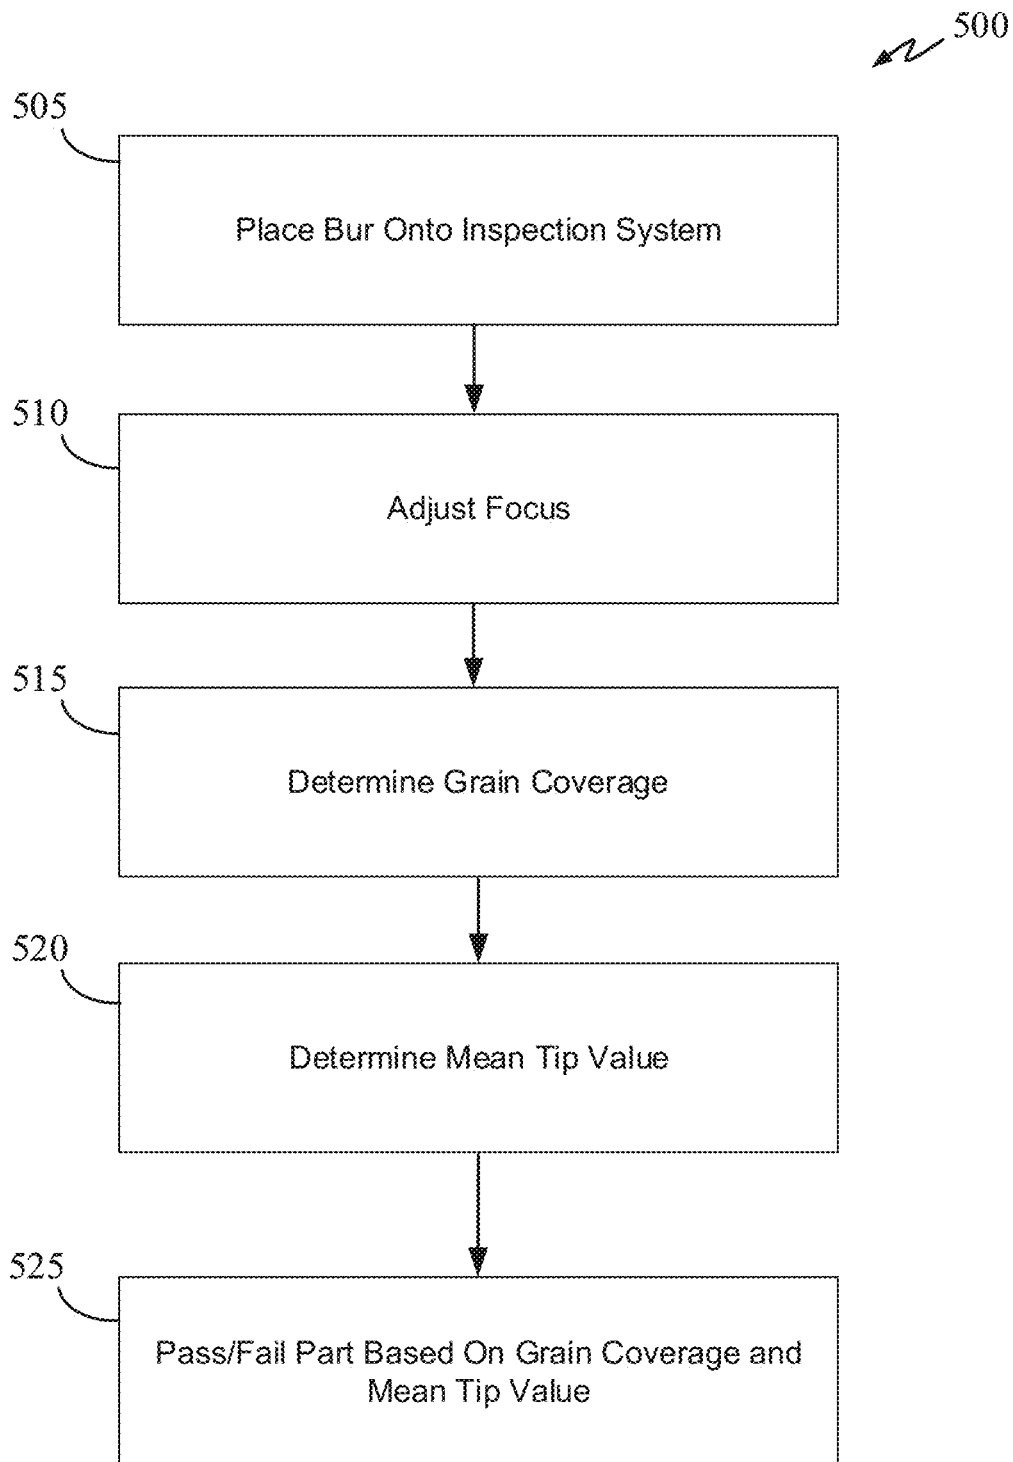 500
505
Place Bur Onto Inspection System
510
Adjust Focus
515
Determine Grain Coverage
520
Determine Mean Tip Value
525
Pass/Fail Part Based On Grain Coverage and
Mean Tip Value